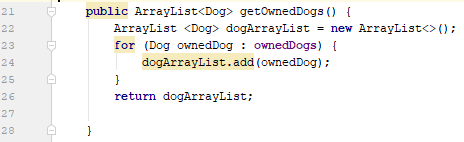 21 public ArrayList<Dog> getOwnedDogs() {
22 ArrayList <Dog> dogArrayList = new ArrayList<>();
23 for (Dog ownedDog : ownedDogs) {
24 dogArrayList.add(ownedDog);
25 }
26 return dogArrayList;
27
28 }